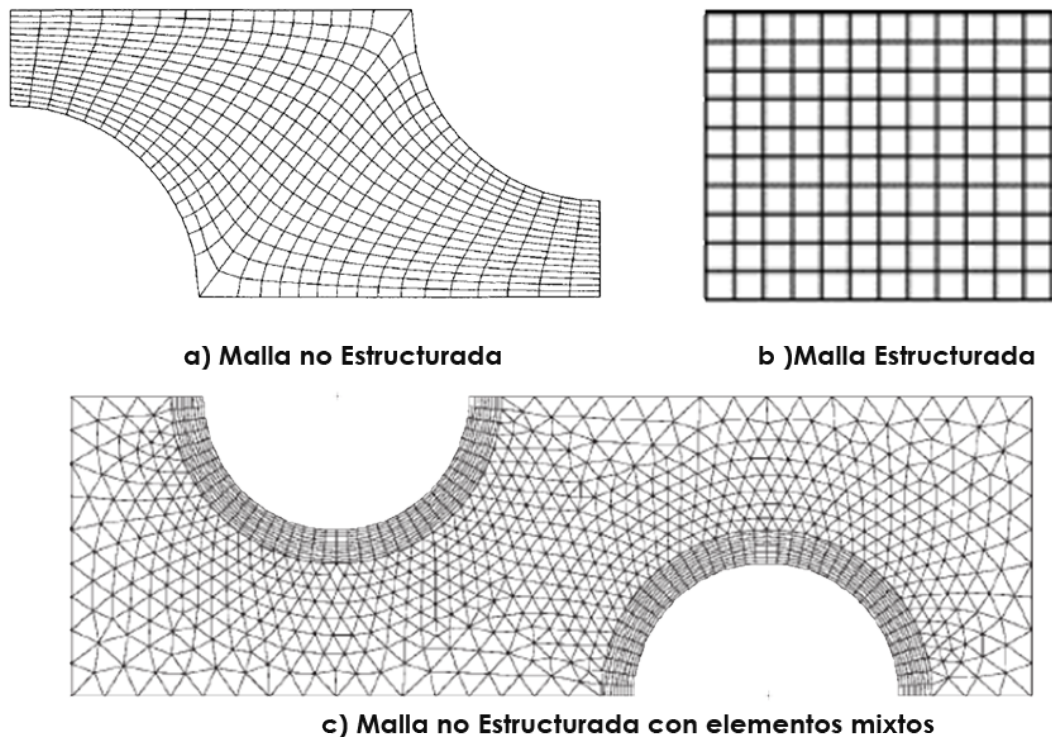 a) Malla no Estructurada
b )Malla Estructurada
c) Malla no Estructurada con elementos mixtos